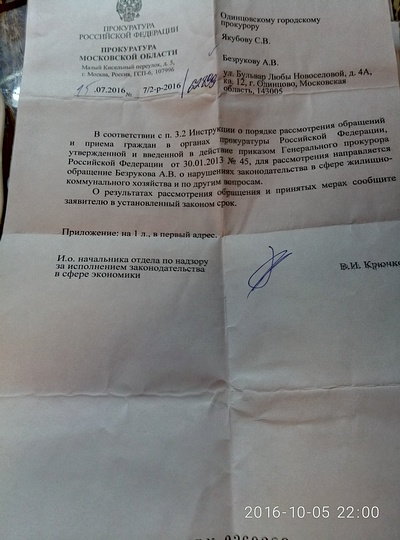 ПРОКУРАТУРА
РОССИЙСКОЙ ФЕДЕРАЦИИ
ПРОКУРАТУРА
МОСКОВСКОЙ ОБЛАСТИ
Малый Кисельный переулок, д. 5,
г. Москва, Россия, ГСП-6, 107996
15 .07.2016 № 7/2-р-2016
Одинцовскому городскому
прокурору
Якубову С.В.
Безрукову А.В.
ул. Бульвар Любы Новоселовой, д. 4А,
кв. 12, г. Одинцово, Московская
область, 143005
В соответствии с п. 3.2 Инструкции о порядке рассмотрения обращений
и приема граждан в органах прокуратуры Российской Федерации,
утвержденной и введенной в действие приказом Генерального прокурора
Российской Федерации от 30.01.2013 № 45, для рассмотрения направляется
обращение Безрукова А.В. о нарушениях законодательства в сфере жилищно-
коммунального хозяйства и по другим вопросам.
О результатах рассмотрения обращения и принятых мерах сообщите
заявителю в установленный законом срок.
Приложение: на 1 л., в первый адрес.
И.о. начальника отдела по надзору
за исполнением законодательства
в сфере экономики
В.И. Крючк
2016-10-05 22:00